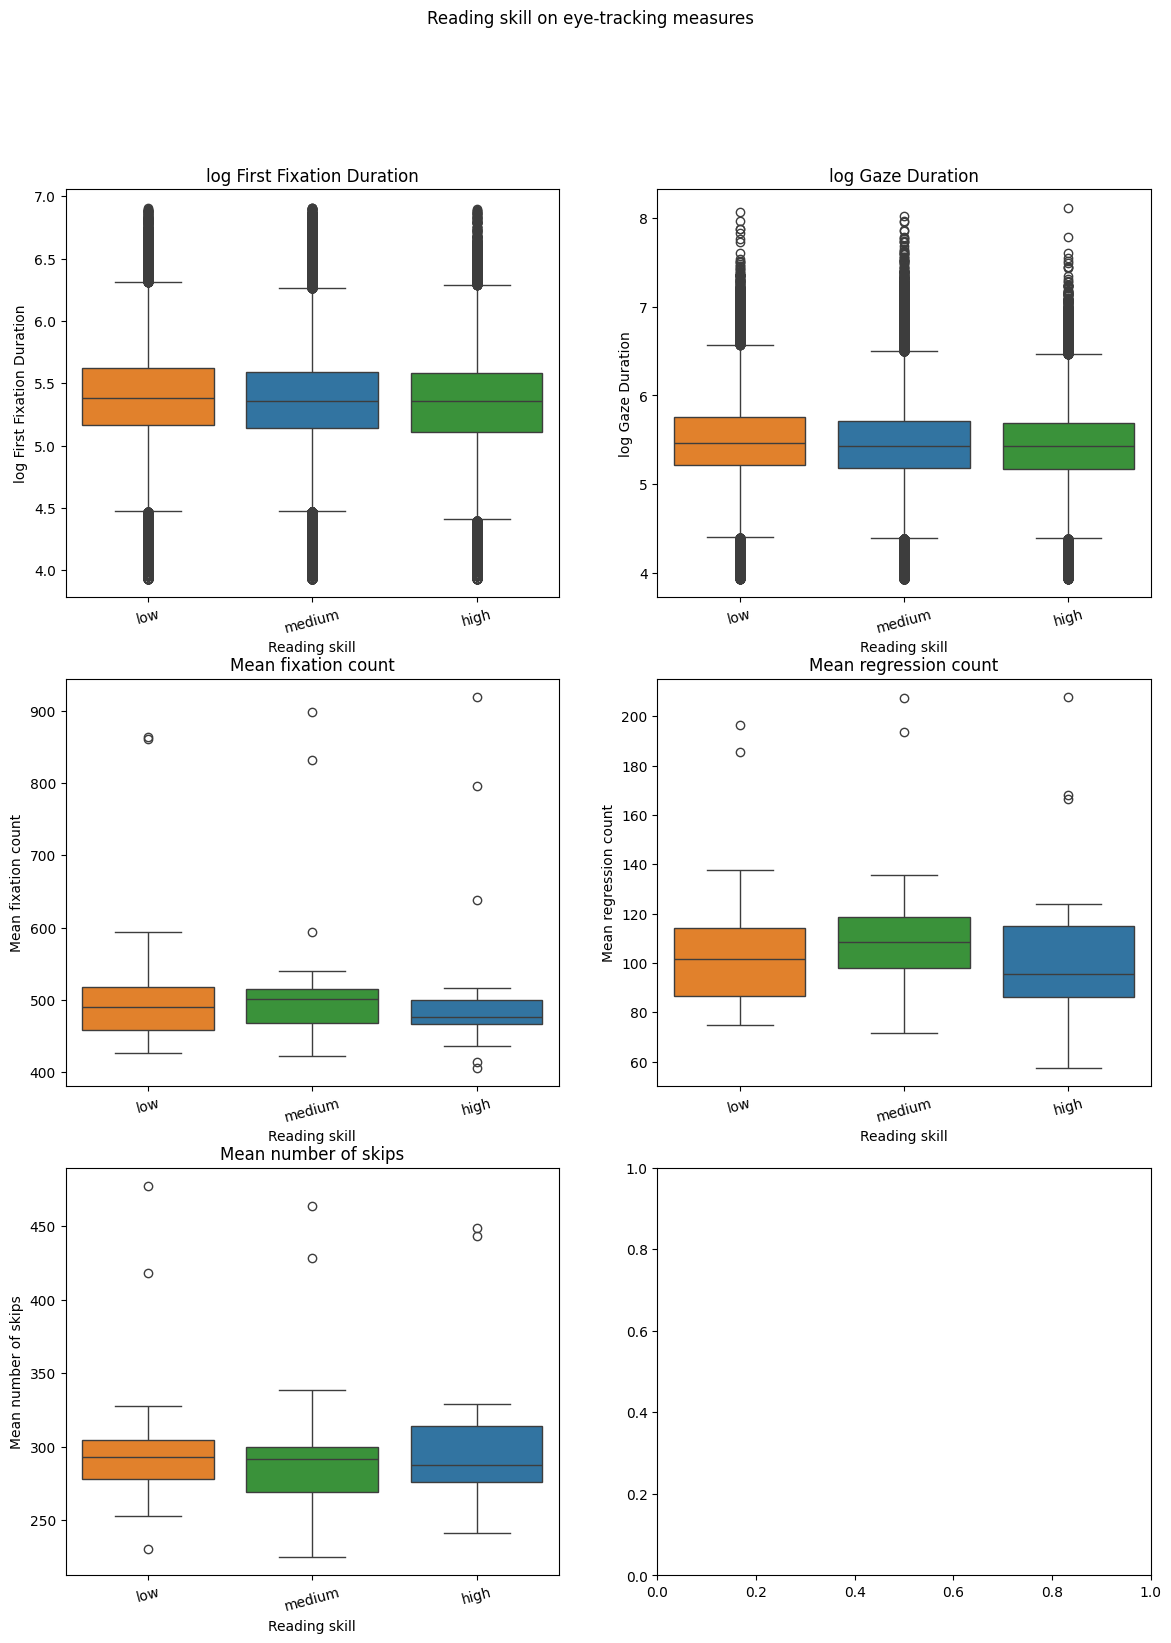 Reading skill on eye-tracking measures
log First Fixation Duration
log First Fixation Duration
7.0
6.5
6.0
5.5
5.0
4.5
4.0
low medium high
Reading skill
log Gaze Duration
log Gaze Duration
8
7
6
5
4
low medium high
Reading skill
Mean fixation count
Mean fixation count
900
800
700
600
500
400
low medium high
Reading skill
Mean regression count
Mean regression count
200
180
160
140
120
100
80
60
low medium high
Reading skill
Mean number of skips
Mean number of skips
450
400
350
300
250
low medium high
Reading skill
1.0
0.8
0.6
0.4
0.2
0.0
0.0 0.2 0.4 0.6 0.8 1.0